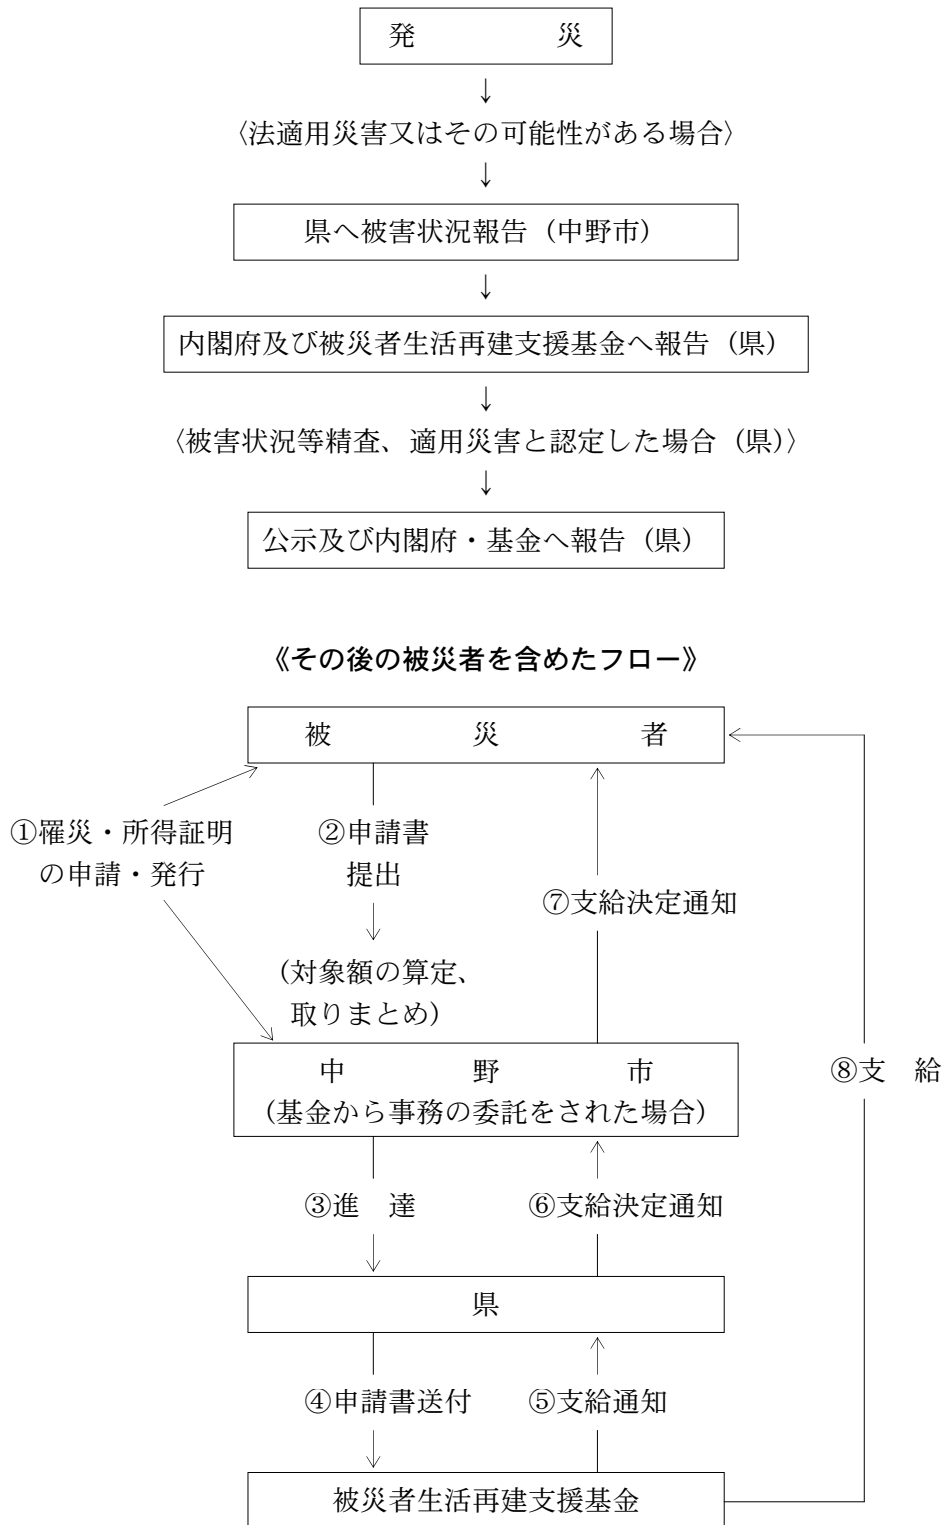 発　災
↓
〈法適用災害又はその可能性がある場合〉
↓
県へ被害状況報告（中野市）
↓
内閣府及び被災者生活再建支援基金へ報告（県）
↓
〈被害状況等精査、適用災害と認定した場合（県）〉
↓
公示及び内閣府・基金へ報告（県）
《その後の被災者を含めたフロー》
被　災　者
①罹災・所得証明
の申請・発行
②申請書
提出
⑦支給決定通知
（対象額の算定、
取りまとめ）
中　野　市
（基金から事務の委託をされた場合）
⑧支　給
③進　達
⑥支給決定通知
県
④申請書送付
⑤支給通知
被災者生活再建支援基金